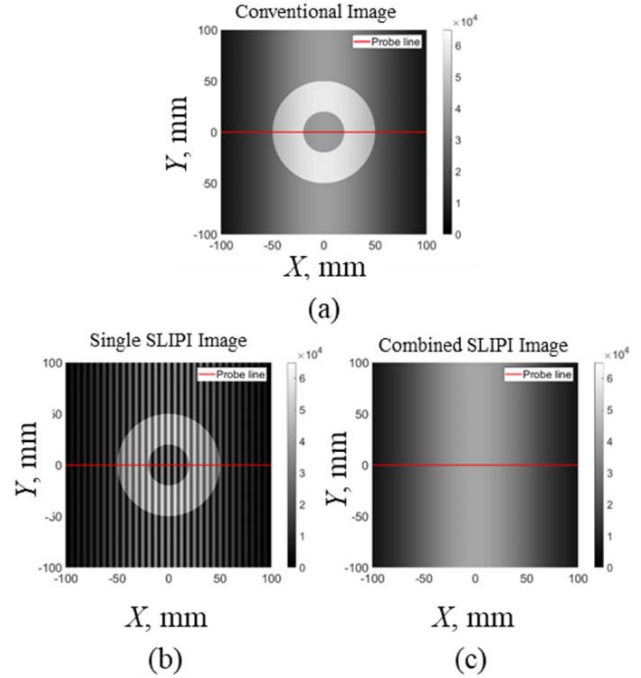 Conventional Image
×10⁴
Probe line
100
50
0
50
-100
-100 -50 0 50 100
6
5
4
3
2
1
0
Y, mm
X, mm
(a)
Single SLIPI Image
×10⁴
Probe line
100
50
0
-50
-100
-100 -50 0 50 100
6
5
4
3
2
1
0
Y, mm
X, mm
(b)
Combined SLIPI Image
×10⁴
Probe line
100
50
0
-50
-100
-100 -50 0 50 100
6
5
4
3
2
1
0
Y, mm
X, mm
(c)